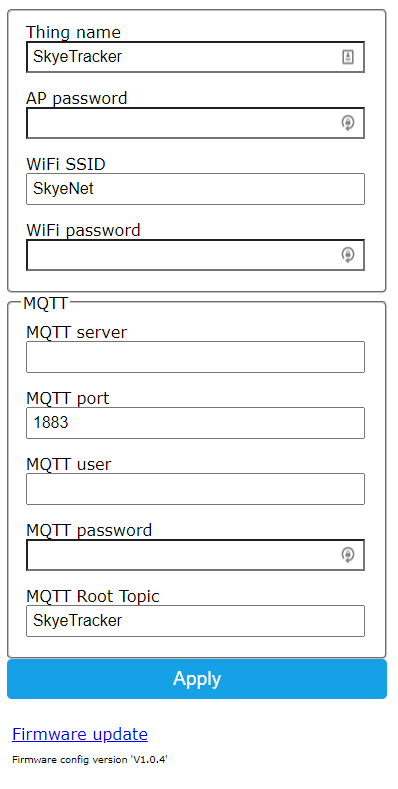 Thing name
SkyeTracker
AP password
WiFi SSID
SkyeNet
WiFi password
MQTT
MQTT server
MQTT port
1883
MQTT user
MQTT password
MQTT Root Topic
SkyeTracker
Apply
Firmware update
Firmware config version 'V1.0.4'